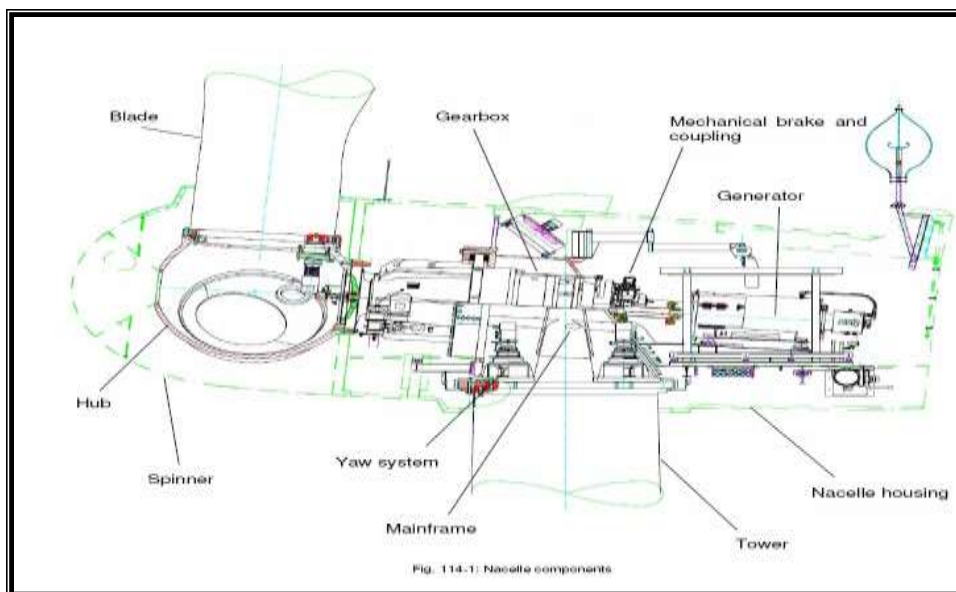 Blade
Gearbox
Mechanical brake and
coupling
Generator
Hub
Spinner
Yaw system
Mainframe
Tower
Nacelle housing
Fig. 114-1: Nacelle components